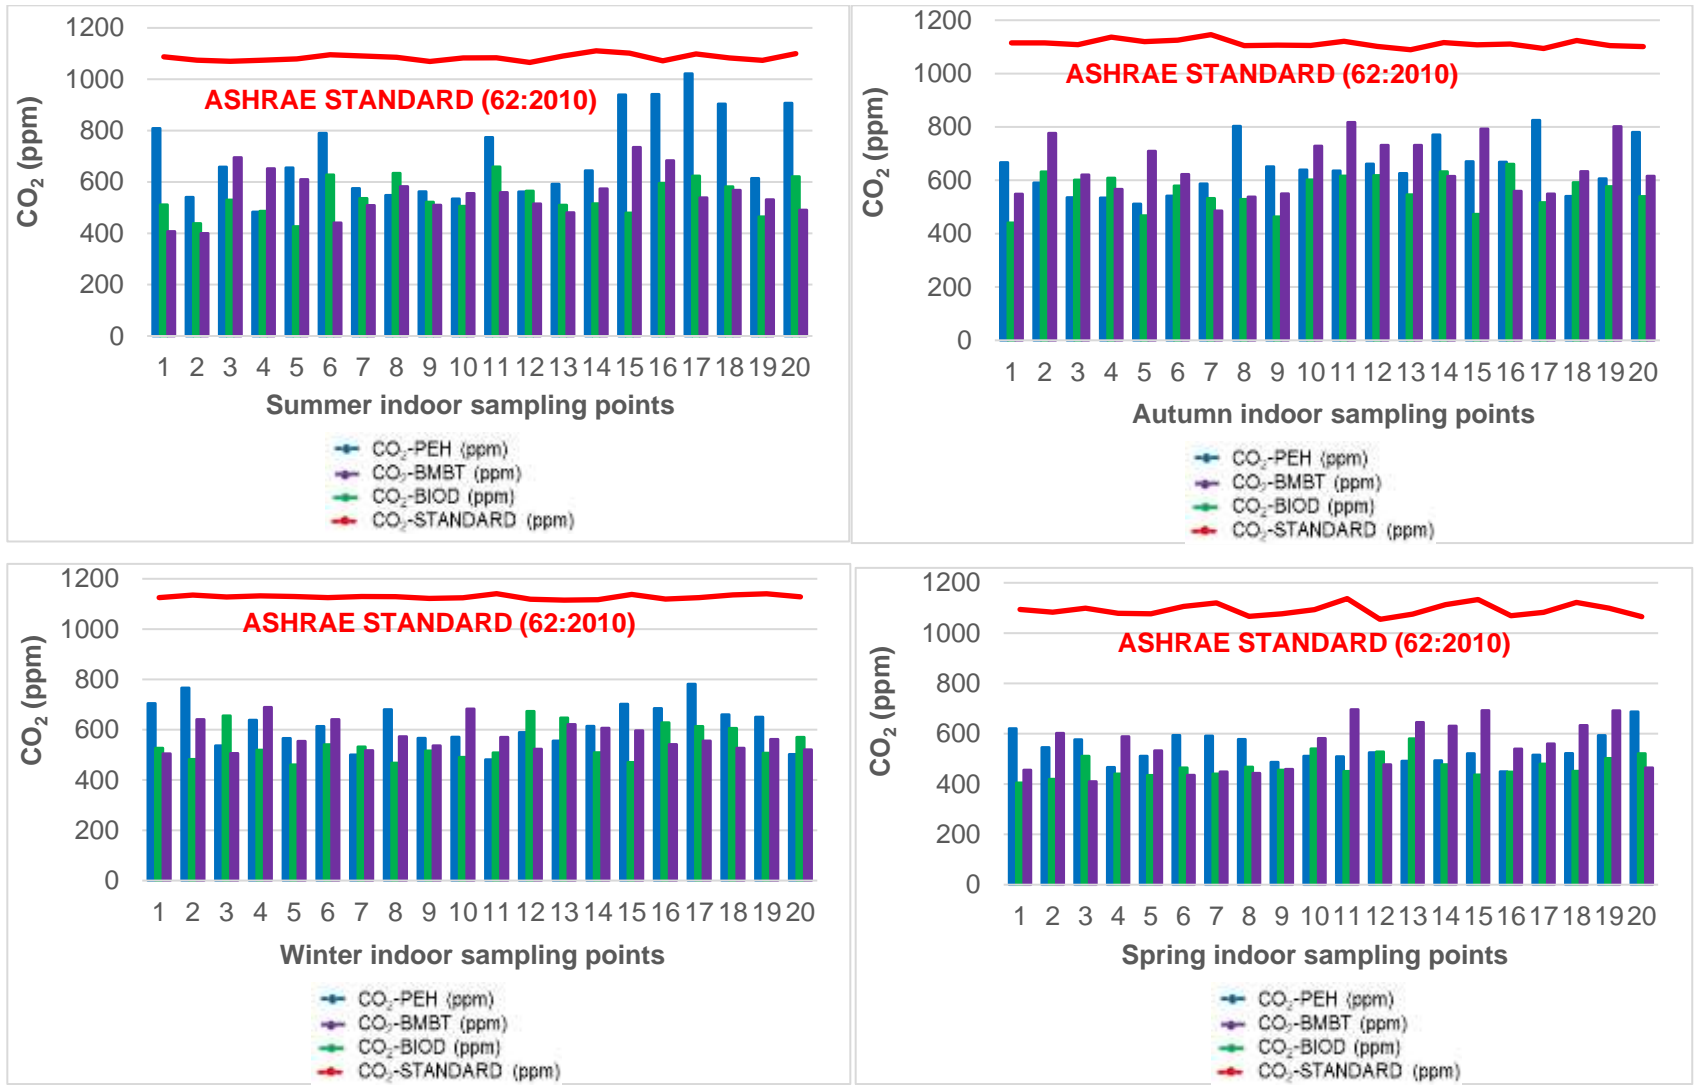 1200
1000
800
600
400
200
0
CO₂ (ppm)
ASHRAE STANDARD (62:2010)
1 2 3 4 5 6 7 8 9 10 11 12 13 14 15 16 17 18 19 20
Summer indoor sampling points
CO₂-PEH (ppm)
CO₂-BMBT (ppm)
CO₂-BIOD (ppm)
CO₂-STANDARD (ppm)
1200
1000
800
600
400
200
0
CO₂ (ppm)
ASHRAE STANDARD (62:2010)
1 2 3 4 5 6 7 8 9 10 11 12 13 14 15 16 17 18 19 20
Autumn indoor sampling points
CO₂-PEH (ppm)
CO₂-BMBT (ppm)
CO₂-BIOD (ppm)
CO₂-STANDARD (ppm)
1200
1000
800
600
400
200
0
CO₂ (ppm)
ASHRAE STANDARD (62:2010)
1 2 3 4 5 6 7 8 9 10 11 12 13 14 15 16 17 18 19 20
Winter indoor sampling points
CO₂-PEH (ppm)
CO₂-BMBT (ppm)
CO₂-BIOD (ppm)
CO₂-STANDARD (ppm)
1200
1000
800
600
400
200
0
CO₂ (ppm)
ASHRAE STANDARD (62:2010)
1 2 3 4 5 6 7 8 9 10 11 12 13 14 15 16 17 18 19 20
Spring indoor sampling points
CO₂-PEH (ppm)
CO₂-BMBT (ppm)
CO₂-BIOD (ppm)
CO₂-STANDARD (ppm)